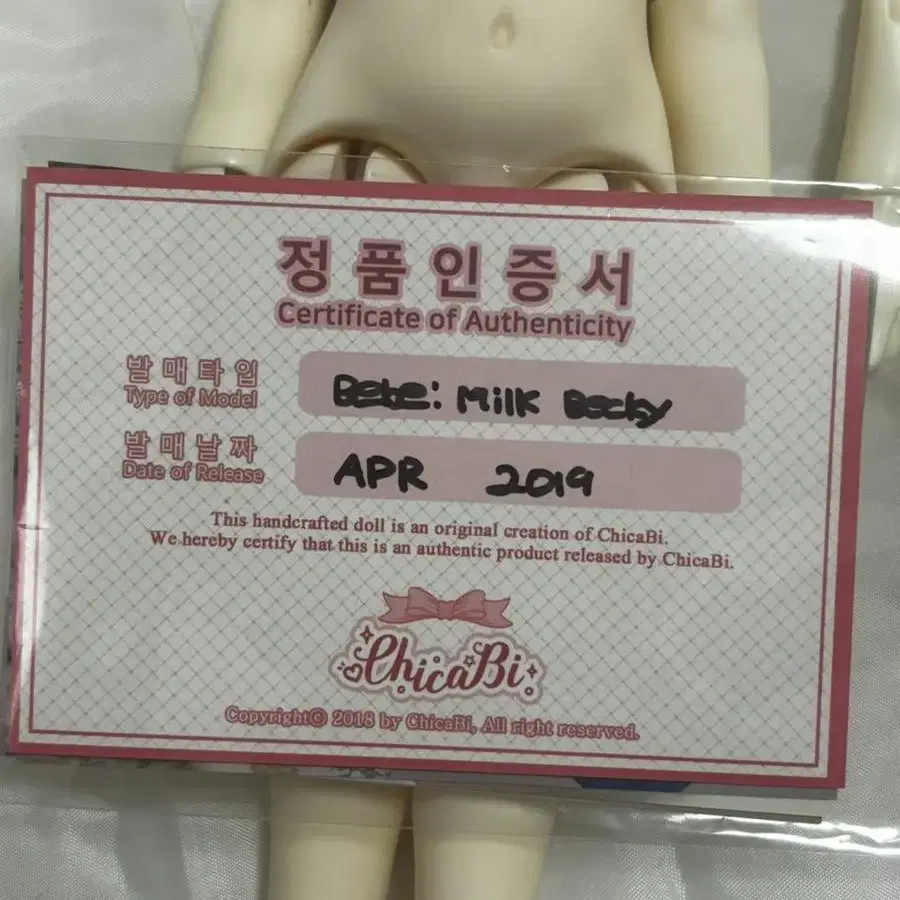 정품인증서
Certificate of Authenticity
발매타입
Type of Model
Bebe: Milk Becky
발매날짜
Date of Release
APR 2019
This handcrafted doll is an original creation of ChicaBi.
We hereby certify that this is an authentic product released by ChicaBi.
ChicaBi
Copyright© 2018 by ChicaBi, All right reserved.